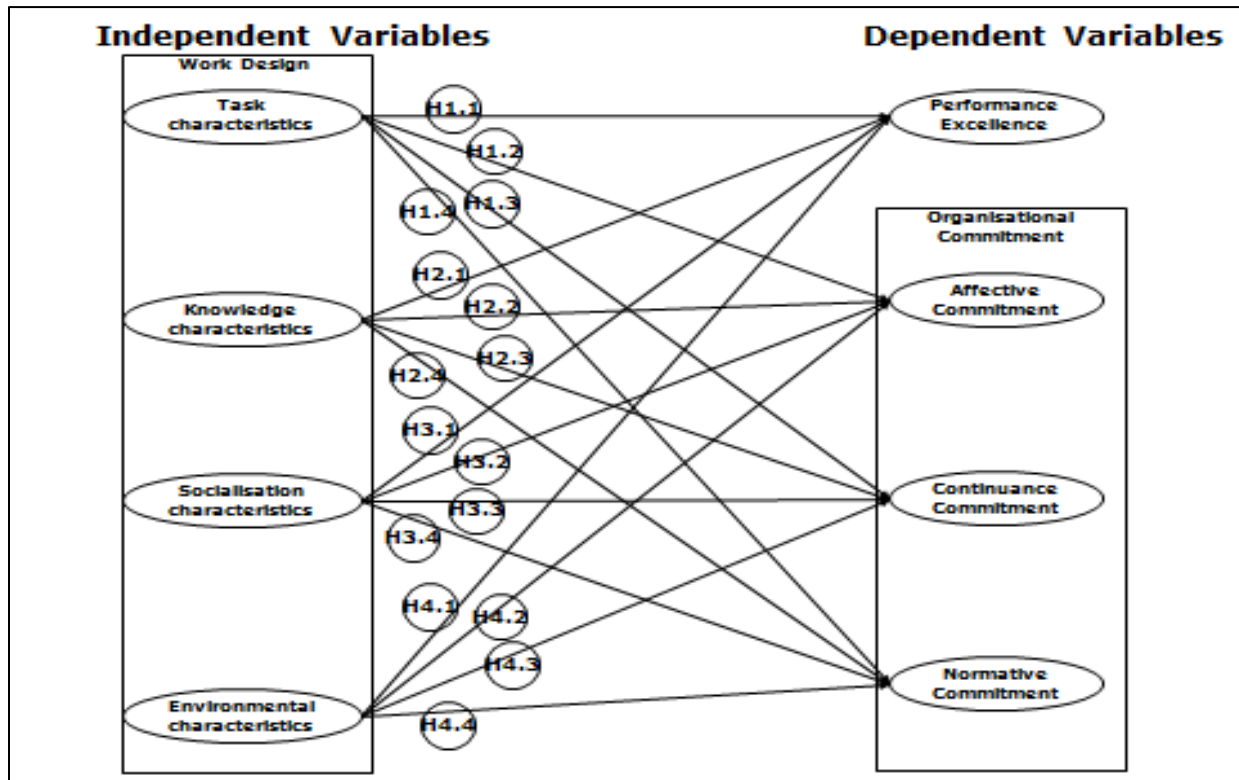 Independent Variables
Dependent Variables
Work Design
Task
characteristics
H1.1
Performance
Excellence
H1.2
H1.3
H1.4
Organisational
Commitment
H2.1
Affective
Commitment
Knowledge
characteristics
H2.2
H2.3
H2.4
H3.1
H3.2
Socialisation
characteristics
H3.3
Continuance
Commitment
H3.4
H4.1
H4.2
H4.3
Normative
Commitment
Environmental
characteristics
H4.4